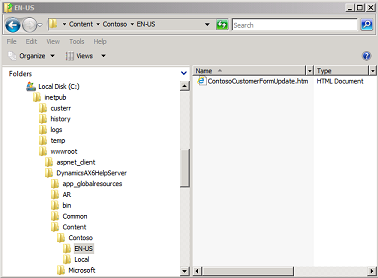 EN-US
Content
Contoso
EN-US
Search
File Edit View Tools Help
Organize Views
Folders
Name
Type
Local Disk (C:)
inetpub
custerr
history
logs
temp
wwwroot
aspnet_client
DynamicsAX6HelpServer
app_globalresources
AR
bin
Common
Content
Contoso
EN-US
Local
Microsoft
ContosoCustomerFormUpdate.htm
HTML Document